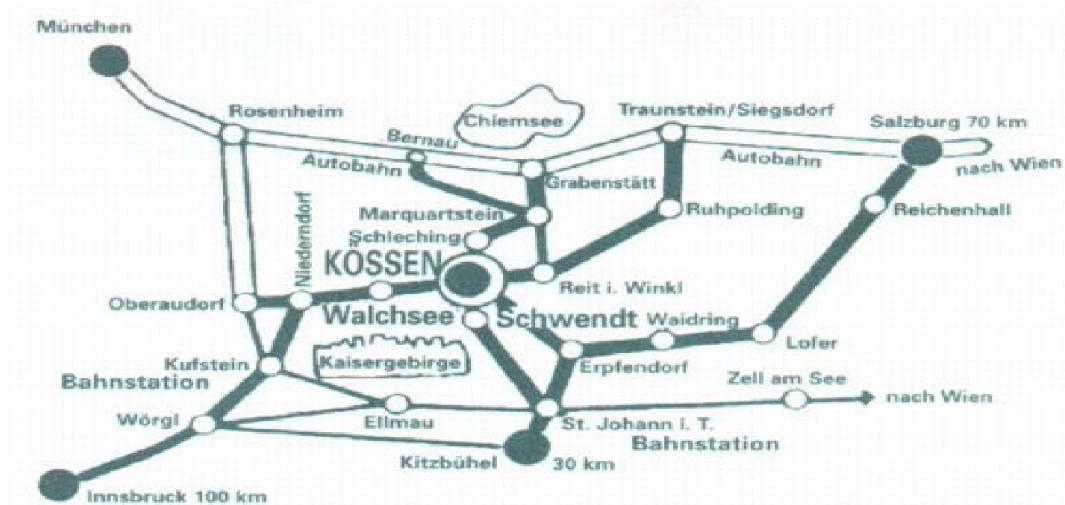 München
Rosenheim
Chiemsee
Traunstein/Siegsdorf
Salzburg 70 km
Bernau
Autobahn
Autobahn
nach Wien
Grabenstätt
Niederndorf
Marquartstein
Ruhpolding
Reichenhall
Schleching
KÖSSEN
Reit i. Winkl
Oberaudorf
Walchsee
Schwendt
Waidring
Lofer
Kufstein
Kaisergebirge
Erpfendorf
Bahnstation
Zell am See
nach Wien
Wörgl
Ellmau
St. Johann i. T.
Bahnstation
Kitzbühel
30 km
Innsbruck 100 km